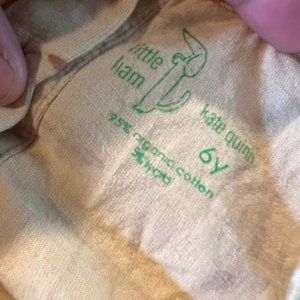 little
liam
kate quinn
6Y
95% organic cotton
5% lycra